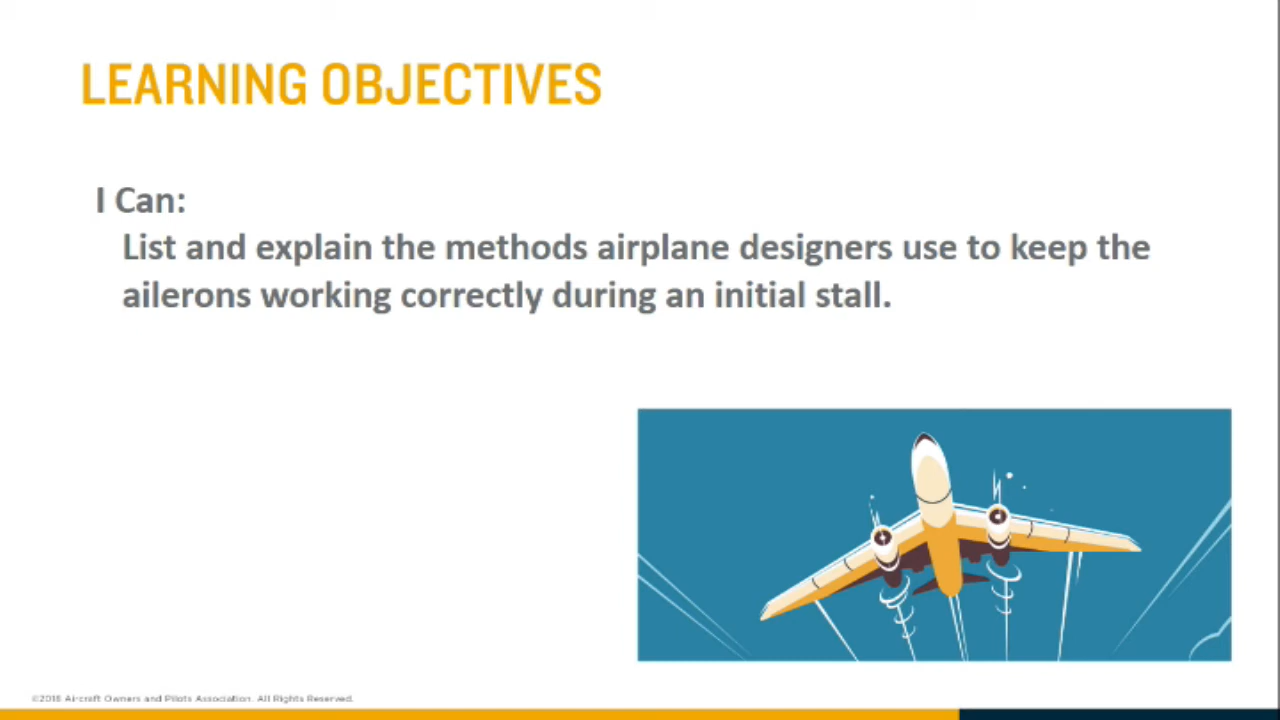 LEARNING OBJECTIVES
I Can:
List and explain the methods airplane designers use to keep the
ailerons working correctly during an initial stall.
©2018 Aircraft Owners and Pilots Association. All Rights Reserved.